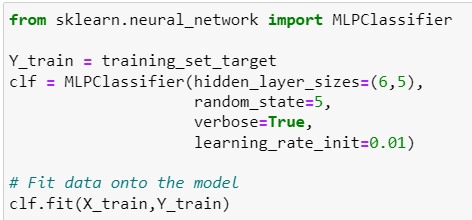 from sklearn.neural_network import MLPClassifier
Y_train = training_set_target
clf = MLPClassifier(hidden_layer_sizes=(6,5),
random_state=5,
verbose=True,
learning_rate_init=0.01)
# Fit data onto the model
clf.fit(X_train,Y_train)